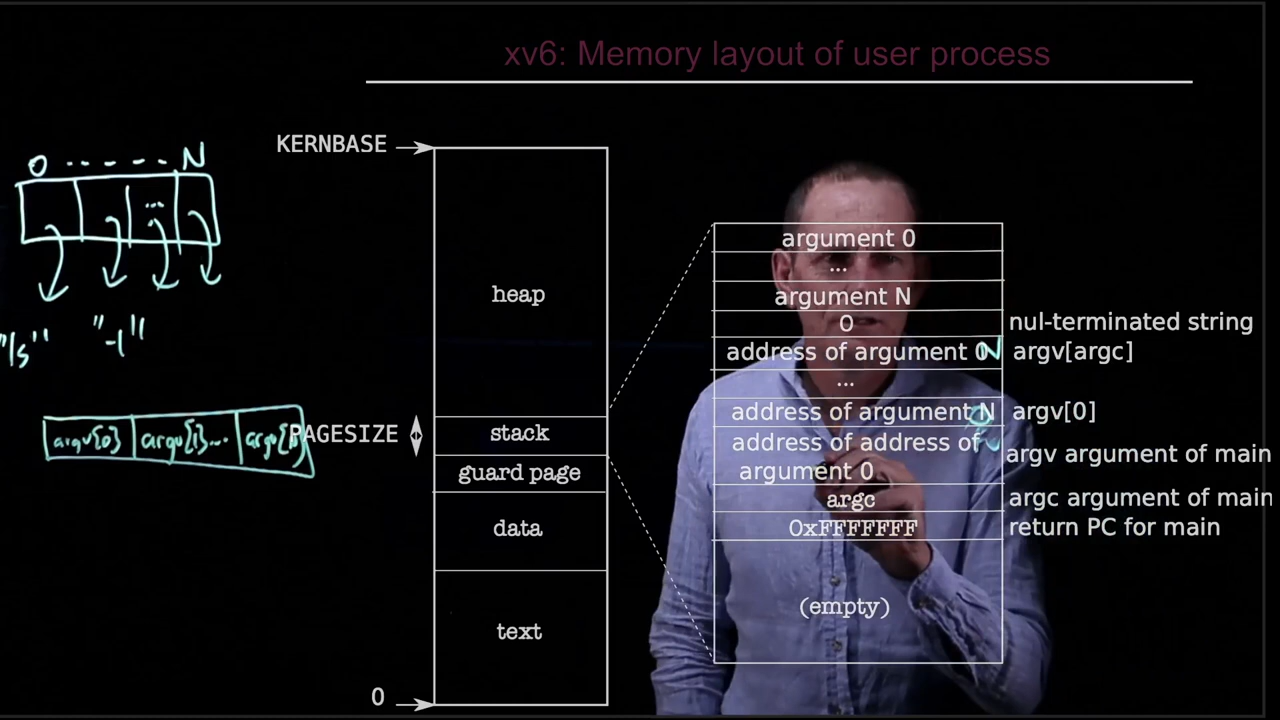 xv6: Memory layout of user process
O - - - - - N
...
"ls" "-l"
argv[0] argv[1]... argv[N]
KERNBASE
heap
PAGESIZE
stack
guard page
data
text
0
argument 0
...
argument N
0 nul-terminated string
address of argument 0 N argv[argc]
...
address of argument N 0 argv[0]
address of address of
argument 0 argv argument of main
argc argc argument of main
0xFFFFFFF return PC for main
(empty)